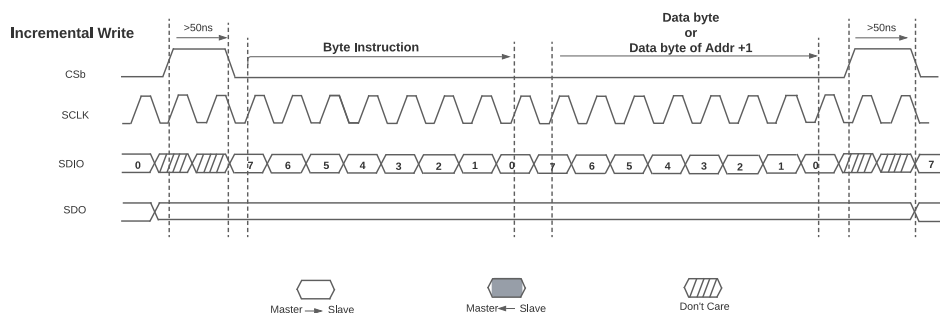 Incremental Write
>50ns
Byte Instruction
Data byte
or
Data byte of Addr +1
>50ns
CSb
SCLK
SDIO
0 7 6 5 4 3 2 1 0 7 6 5 4 3 2 1 0 7
SDO
Master Slave
Master Slave
Don't Care